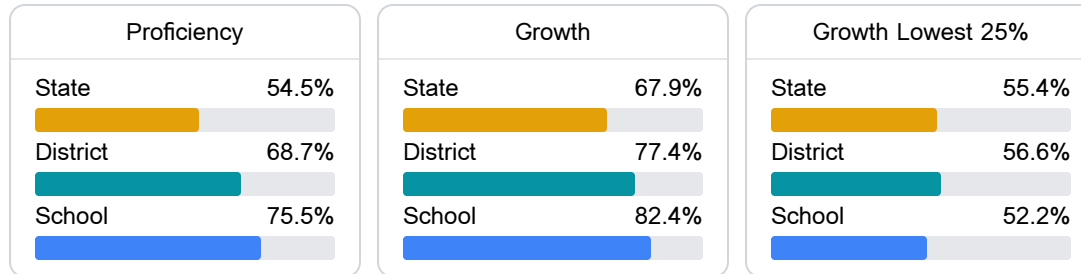 Proficiency
State 54.5%
District 68.7%
School 75.5%
Growth
State 67.9%
District 77.4%
School 82.4%
Growth Lowest 25%
State 55.4%
District 56.6%
School 52.2%